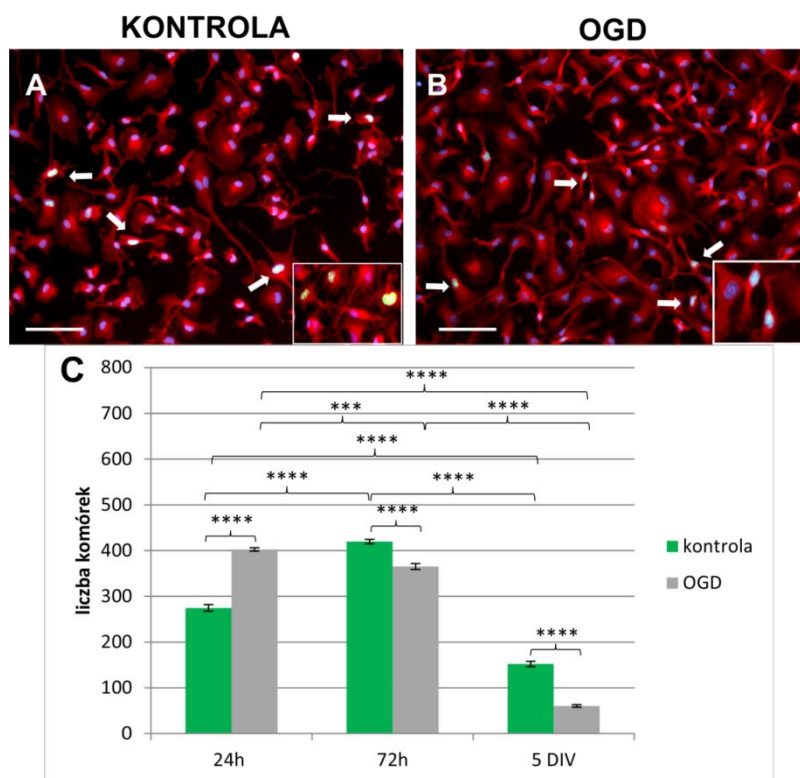 KONTROLA
OGD
A
B
C
800
700
600
500
400
300
200
100
0
liczba komórek
****
***
****
****
****
****
****
****
****
kontrola
OGD
24h
72h
5 DIV